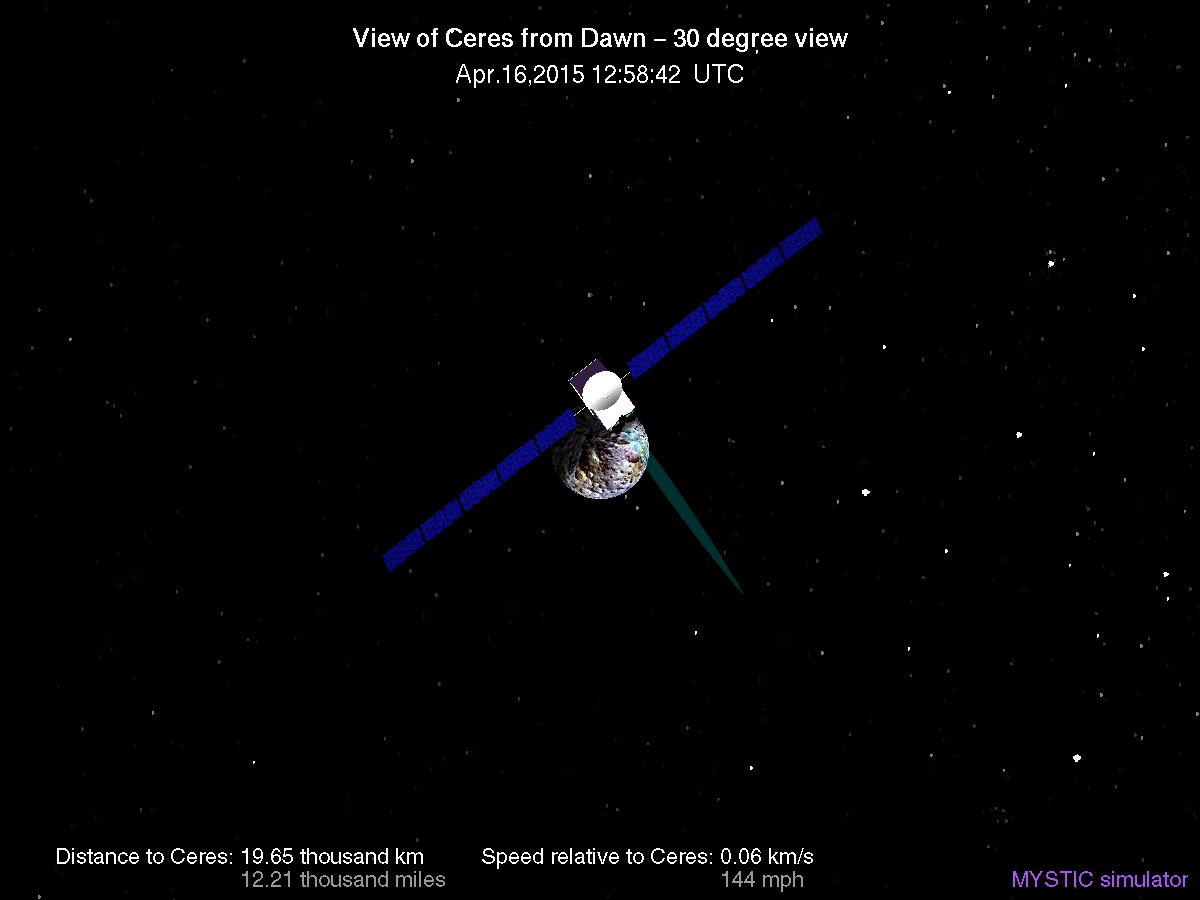 View of Ceres from Dawn – 30 degree view
Apr.16,2015 12:58:42 UTC
Distance to Ceres: 19.65 thousand km
12.21 thousand miles
Speed relative to Ceres: 0.06 km/s
144 mph
MYSTIC simulator